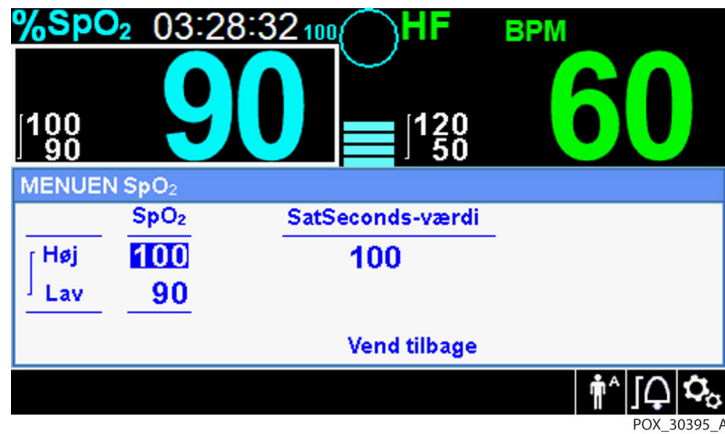 %SpO₂ 03:28:32 100 HF BPM
100
90
90
120
50
60
MENUEN SpO₂
SpO₂ SatSeconds-værdi
Høj 100 100
Lav 90
Vend tilbage
A
POX_30395_A